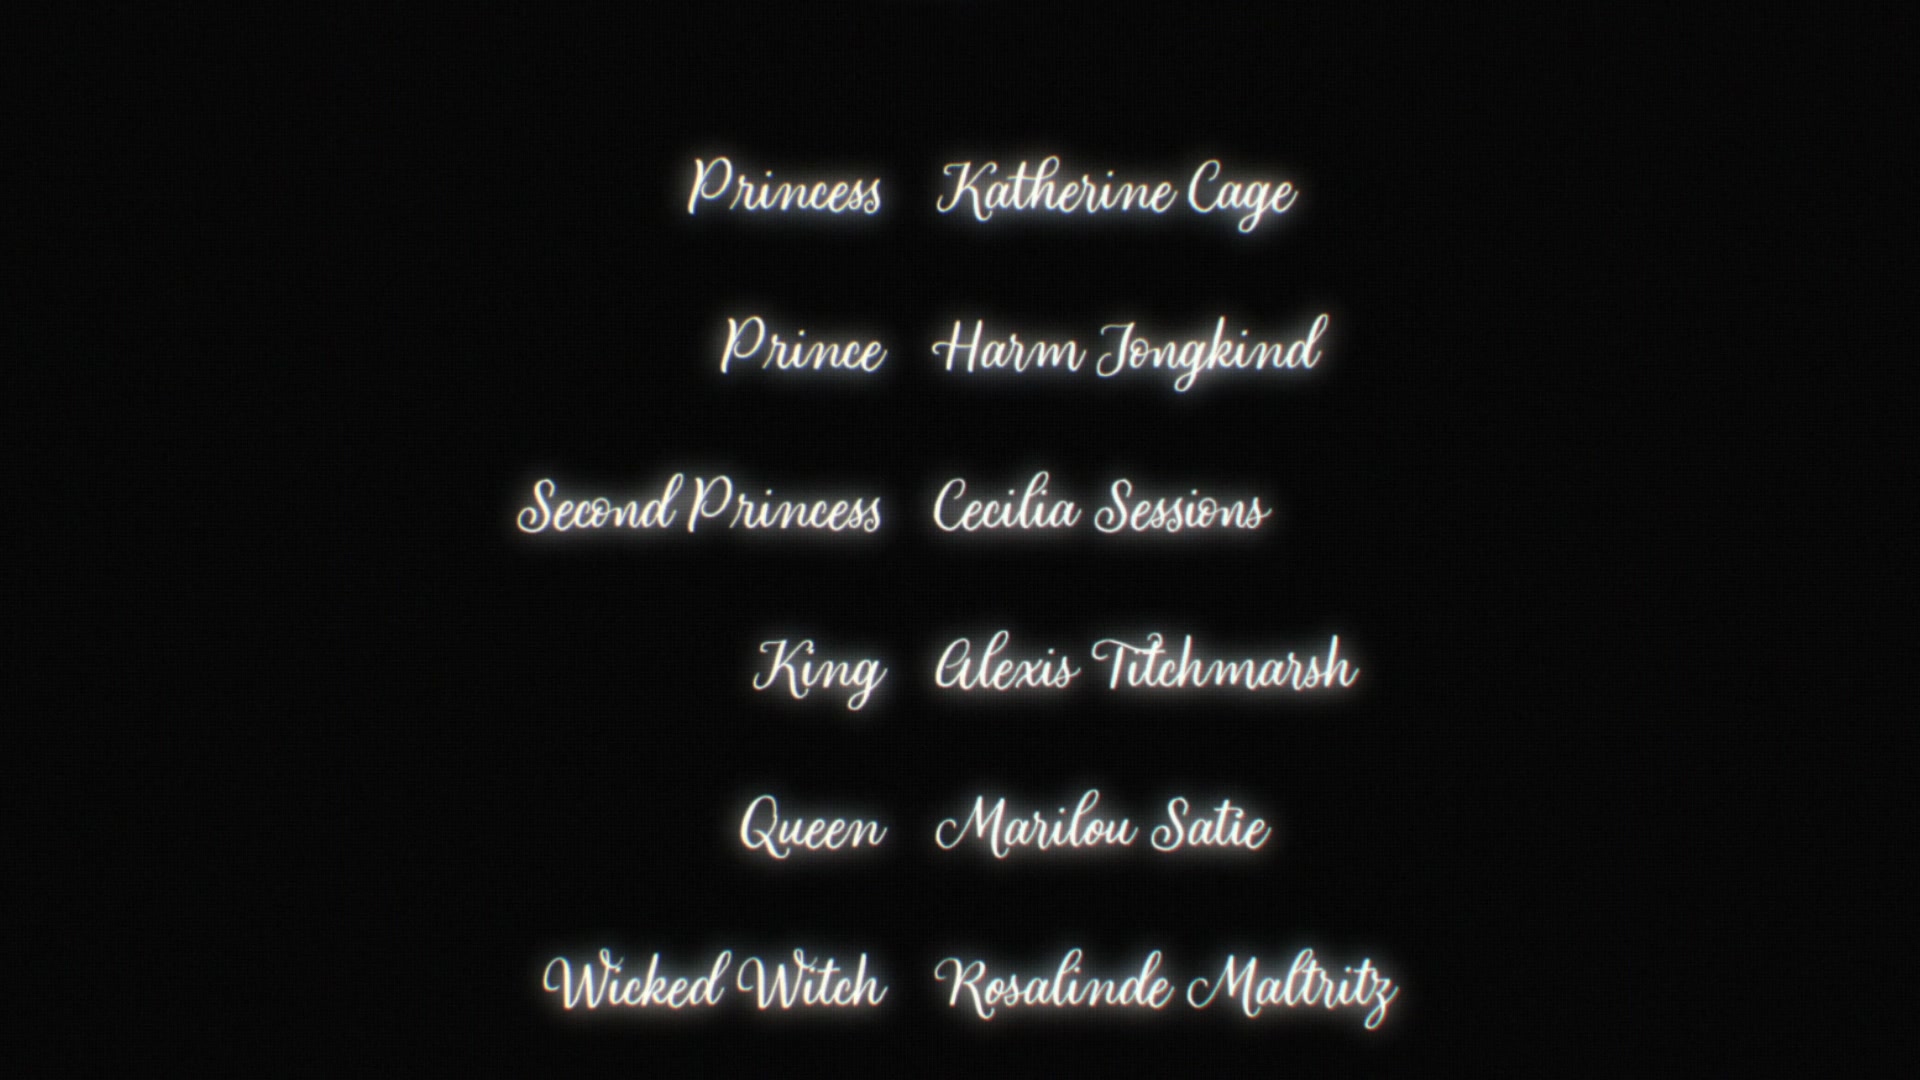 Princess Katherine Cage
Prince Harm Jongkind
Second Princess Cecilia Sessions
King Alexis Titchmarsh
Queen Marilou Satie
Wicked Witch Rosalinde Maltritz